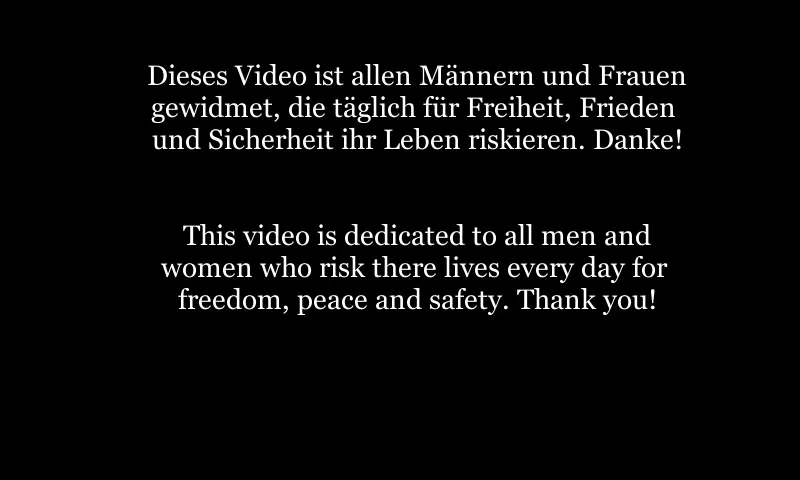 Dieses Video ist allen Männern und Frauen
gewidmet, die täglich für Freiheit, Frieden
und Sicherheit ihr Leben riskieren. Danke!
This video is dedicated to all men and
women who risk there lives every day for
freedom, peace and safety. Thank you!